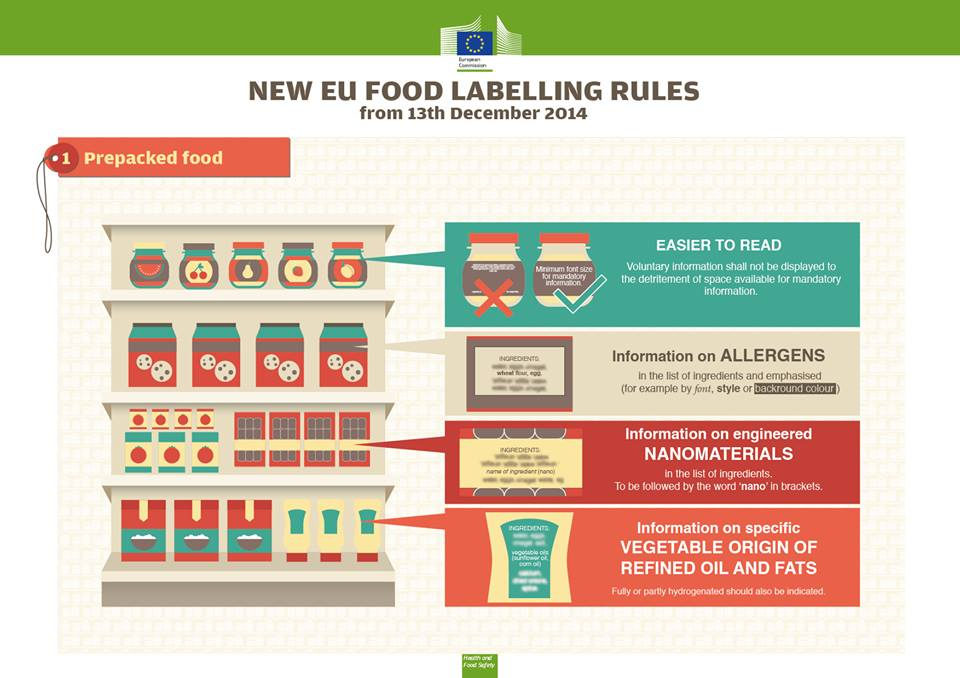 European
Commission
NEW EU FOOD LABELLING RULES
from 13th December 2014
1 Prepacked food
Minimum font size
for mandatory
information.
EASIER TO READ
Voluntary information shall not be displayed to
the detritement of space available for mandatory
information.
INGREDIENTS:
wheat flour, egg,
Information on ALLERGENS
in the list of ingredients and emphasised
(for example by font, style or backround colour)
INGREDIENTS:
name of ingredient (nano)
Information on engineered
NANOMATERIALS
in the list of ingredients.
To be followed by the word 'nano' in brackets.
INGREDIENTS:
vegetable oils
(sunflower oil,
corn oil)
Information on specific
VEGETABLE ORIGIN OF
REFINED OIL AND FATS
Fully or partly hydrogenated should also be indicated.
Health and
Food Safety